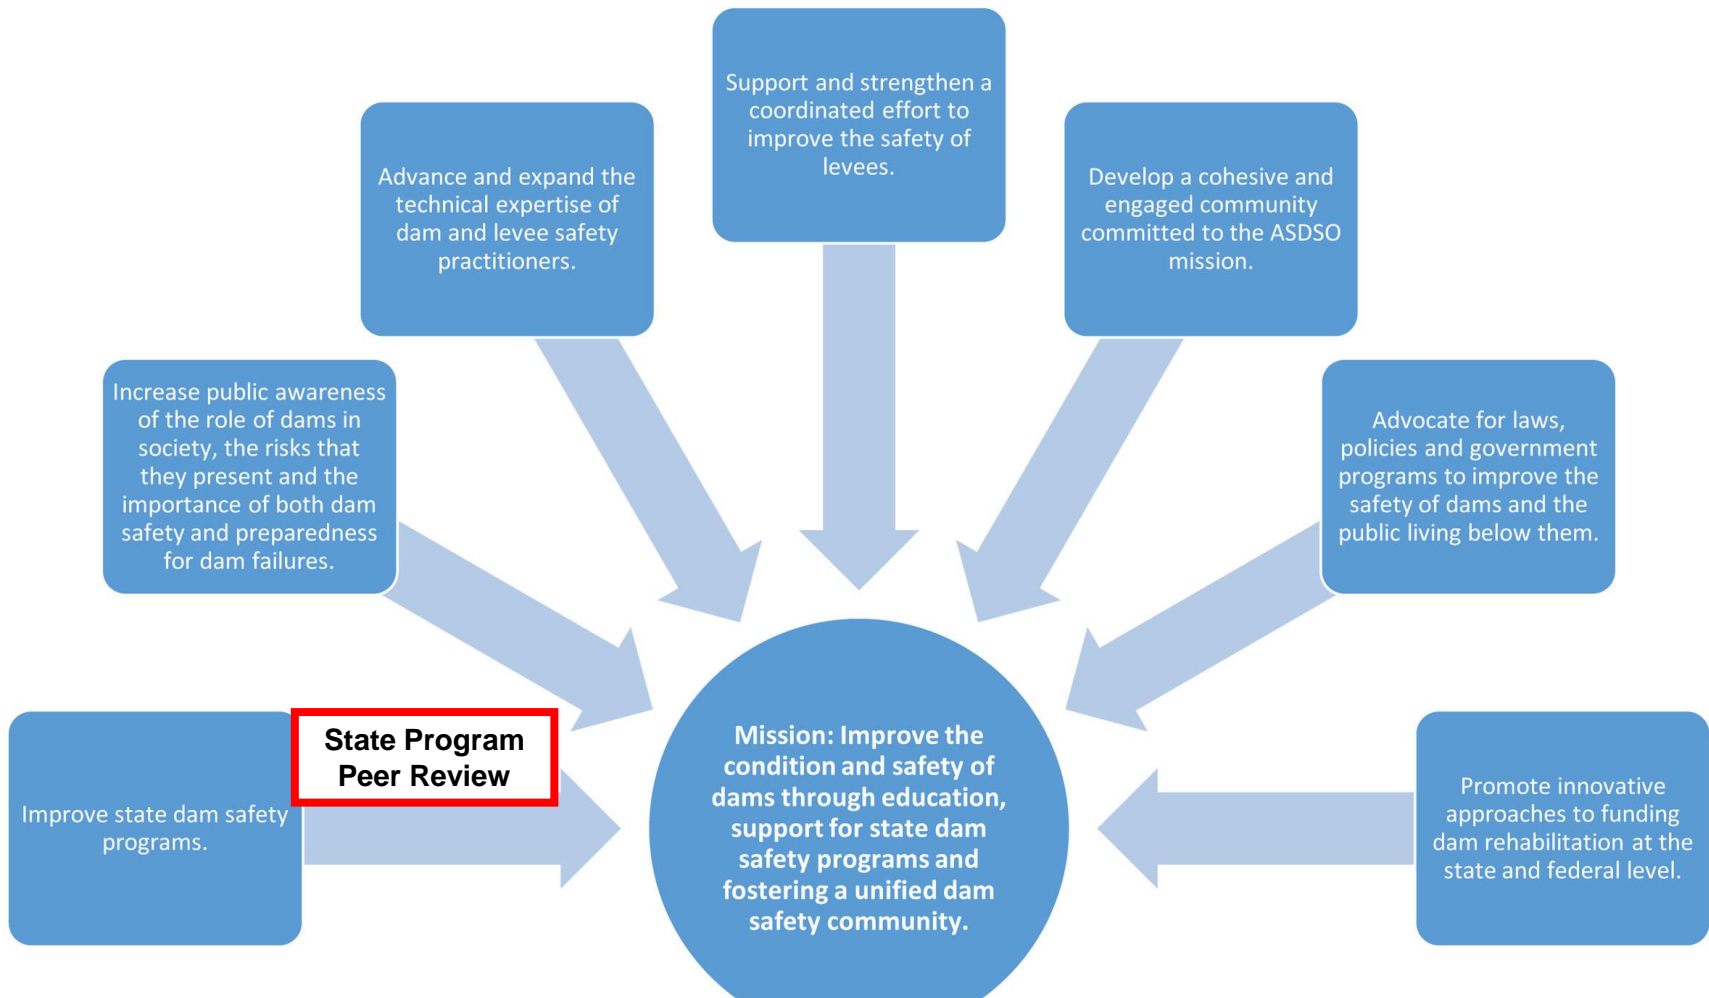 Support and strengthen a
coordinated effort to
improve the safety of
levees.
Advance and expand the
technical expertise of
dam and levee safety
practitioners.
Develop a cohesive and
engaged community
committed to the ASDSO
mission.
Increase public awareness
of the role of dams in
society, the risks that
they present and the
importance of both dam
safety and preparedness
for dam failures.
Advocate for laws,
policies and government
programs to improve the
safety of dams and the
public living below them.
State Program
Peer Review
Improve state dam safety
programs.
Mission: Improve the
condition and safety of
dams through education,
support for state dam
safety programs and
fostering a unified dam
safety community.
Promote innovative
approaches to funding
dam rehabilitation at the
state and federal level.